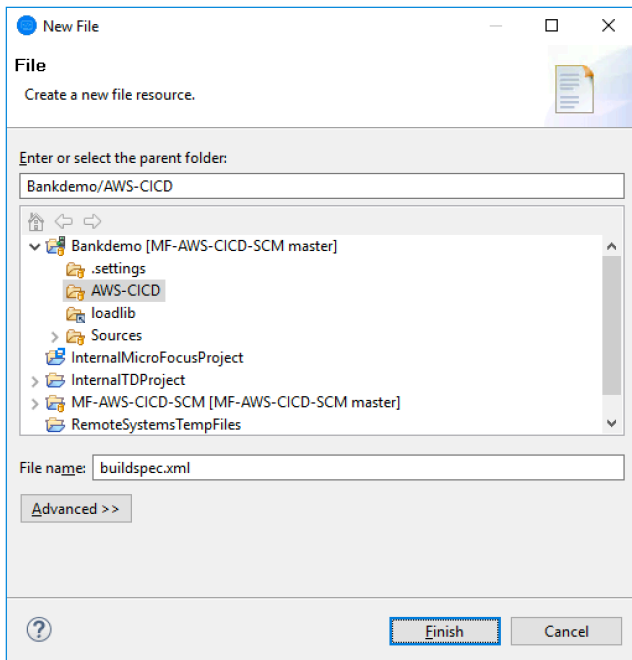 New File
File
Create a new file resource.
Enter or select the parent folder:
Bankdemo/AWS-CICD
Bankdemo [MF-AWS-CICD-SCM master]
.settings
AWS-CICD
loadlib
Sources
InternalMicroFocusProject
InternalTDProject
MF-AWS-CICD-SCM [MF-AWS-CICD-SCM master]
RemoteSystemsTempFiles
File name: buildspec.xml
Advanced >>
? Finish Cancel